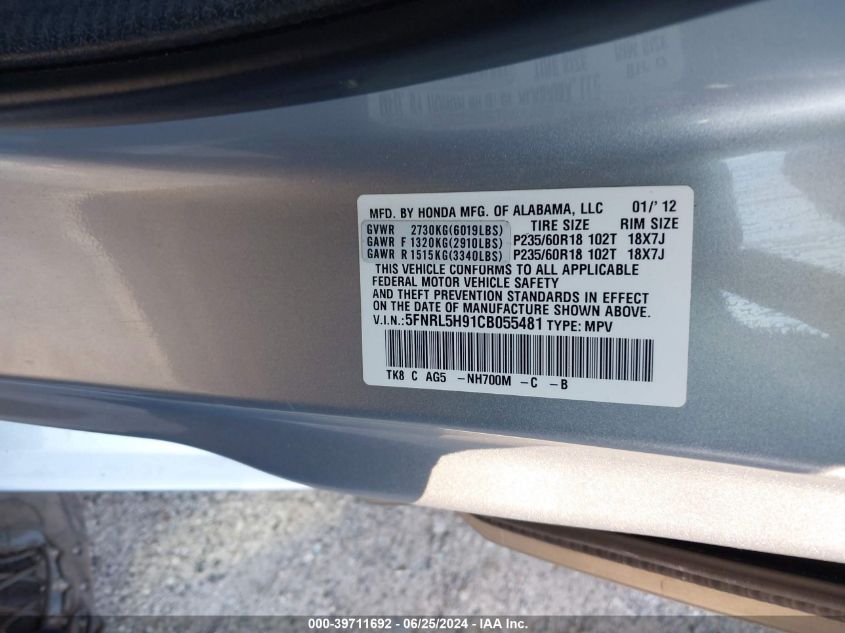 MFD. BY HONDA MFG. OF ALABAMA, LLC 01/'12
TIRE SIZE RIM SIZE
GVWR 2730KG(6019LBS)
GAWR F 1320KG(2910LBS) P235/60R18 102T 18X7J
GAWR R 1515KG(3340LBS) P235/60R18 102T 18X7J
THIS VEHICLE CONFORMS TO ALL APPLICABLE
FEDERAL MOTOR VEHICLE SAFETY
AND THEFT PREVENTION STANDARDS IN EFFECT
ON THE DATE OF MANUFACTURE SHOWN ABOVE.
V.I.N.:5FNRL5H91CB055481 TYPE: MPV
TK8 C AG5 -NH700M -C -B
000-39711692 - 06/25/2024 - IAA Inc.